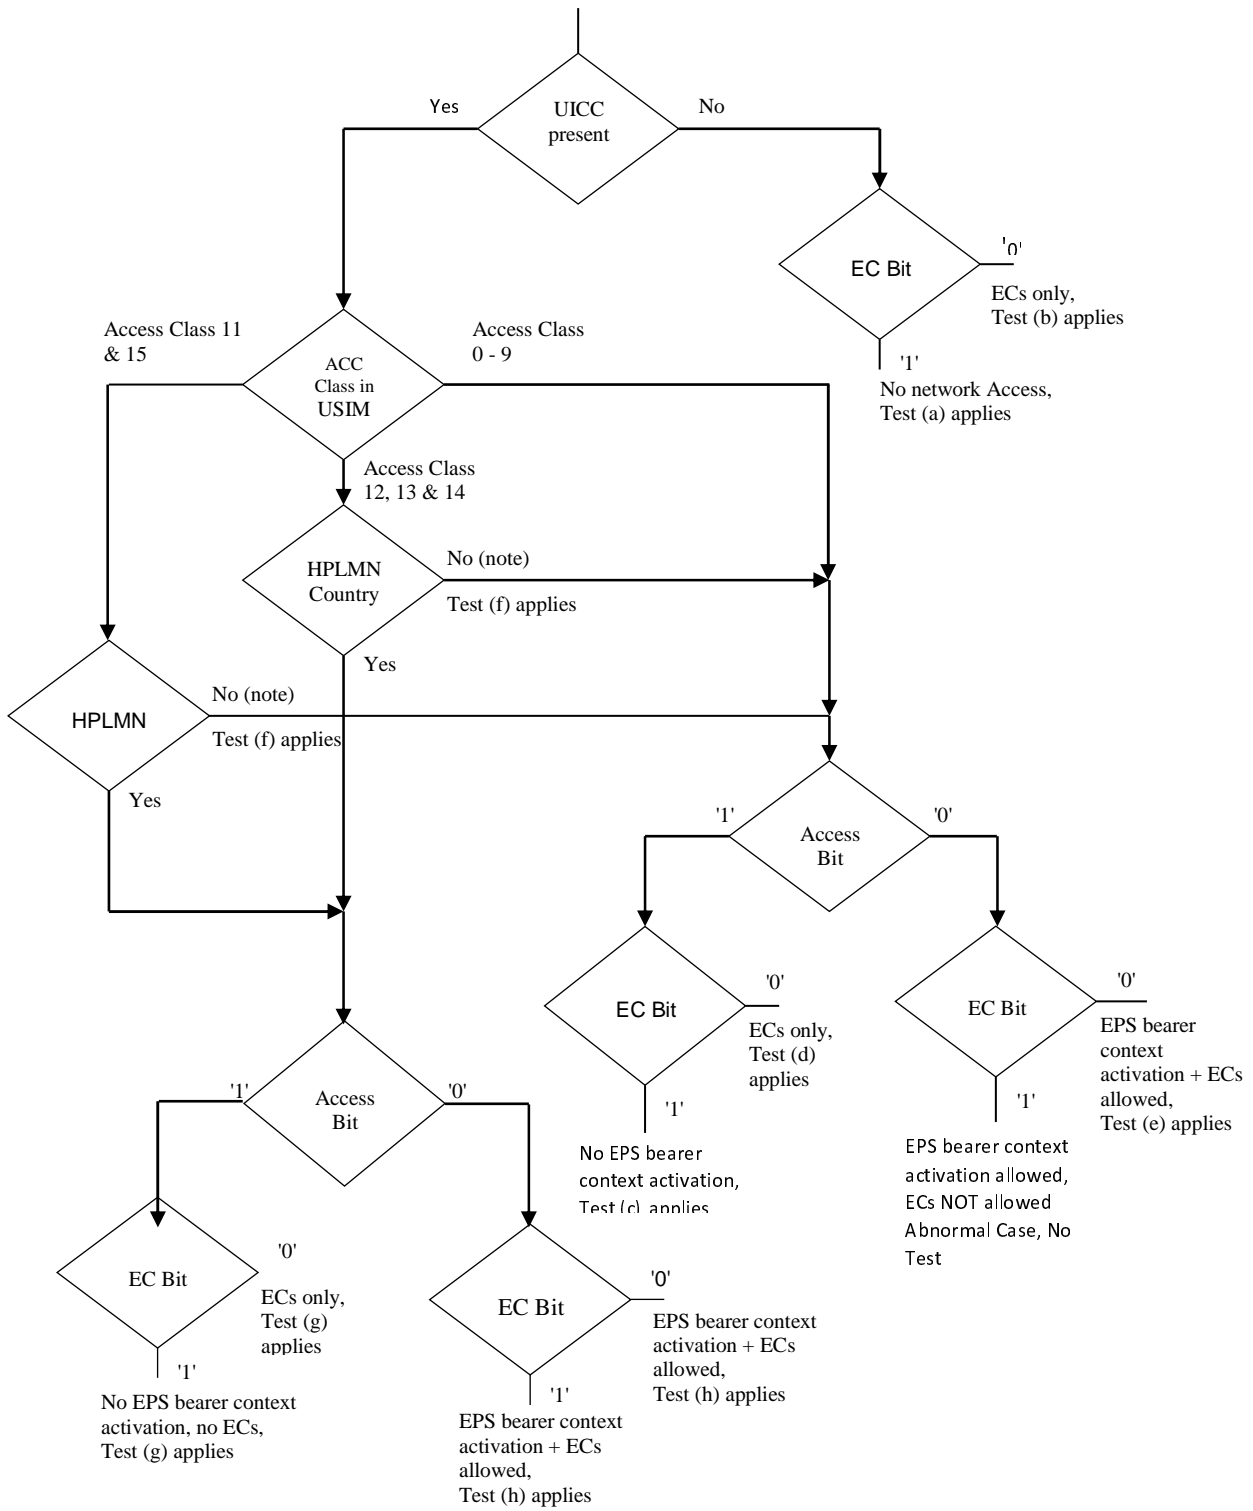 Yes
UICC
present
No
EC Bit
'0'
ECs only,
Test (b) applies
'1'
No network Access,
Test (a) applies
Access Class 11
& 15
ACC
Class in
USIM
Access Class
0 - 9
Access Class
12, 13 & 14
HPLMN
Country
No (note)
Test (f) applies
Yes
HPLMN
No (note)
Test (f) applies
Yes
'1'
Access
Bit
'0'
EC Bit
'0'
ECs only,
Test (d)
applies
'1'
No EPS bearer
context activation,
Test (c) applies
EC Bit
'0'
EPS bearer
context
activation + ECs
allowed,
Test (e) applies
'1'
EPS bearer context
activation allowed,
ECs NOT allowed
Abnormal Case, No
Test
'1'
Access
Bit
'0'
EC Bit
'0'
ECs only,
Test (g)
applies
'1'
No EPS bearer context
activation, no ECs,
Test (g) applies
EC Bit
'0'
EPS bearer context
activation + ECs
allowed,
Test (h) applies
'1'
EPS bearer context
activation + ECs
allowed,
Test (h) applies